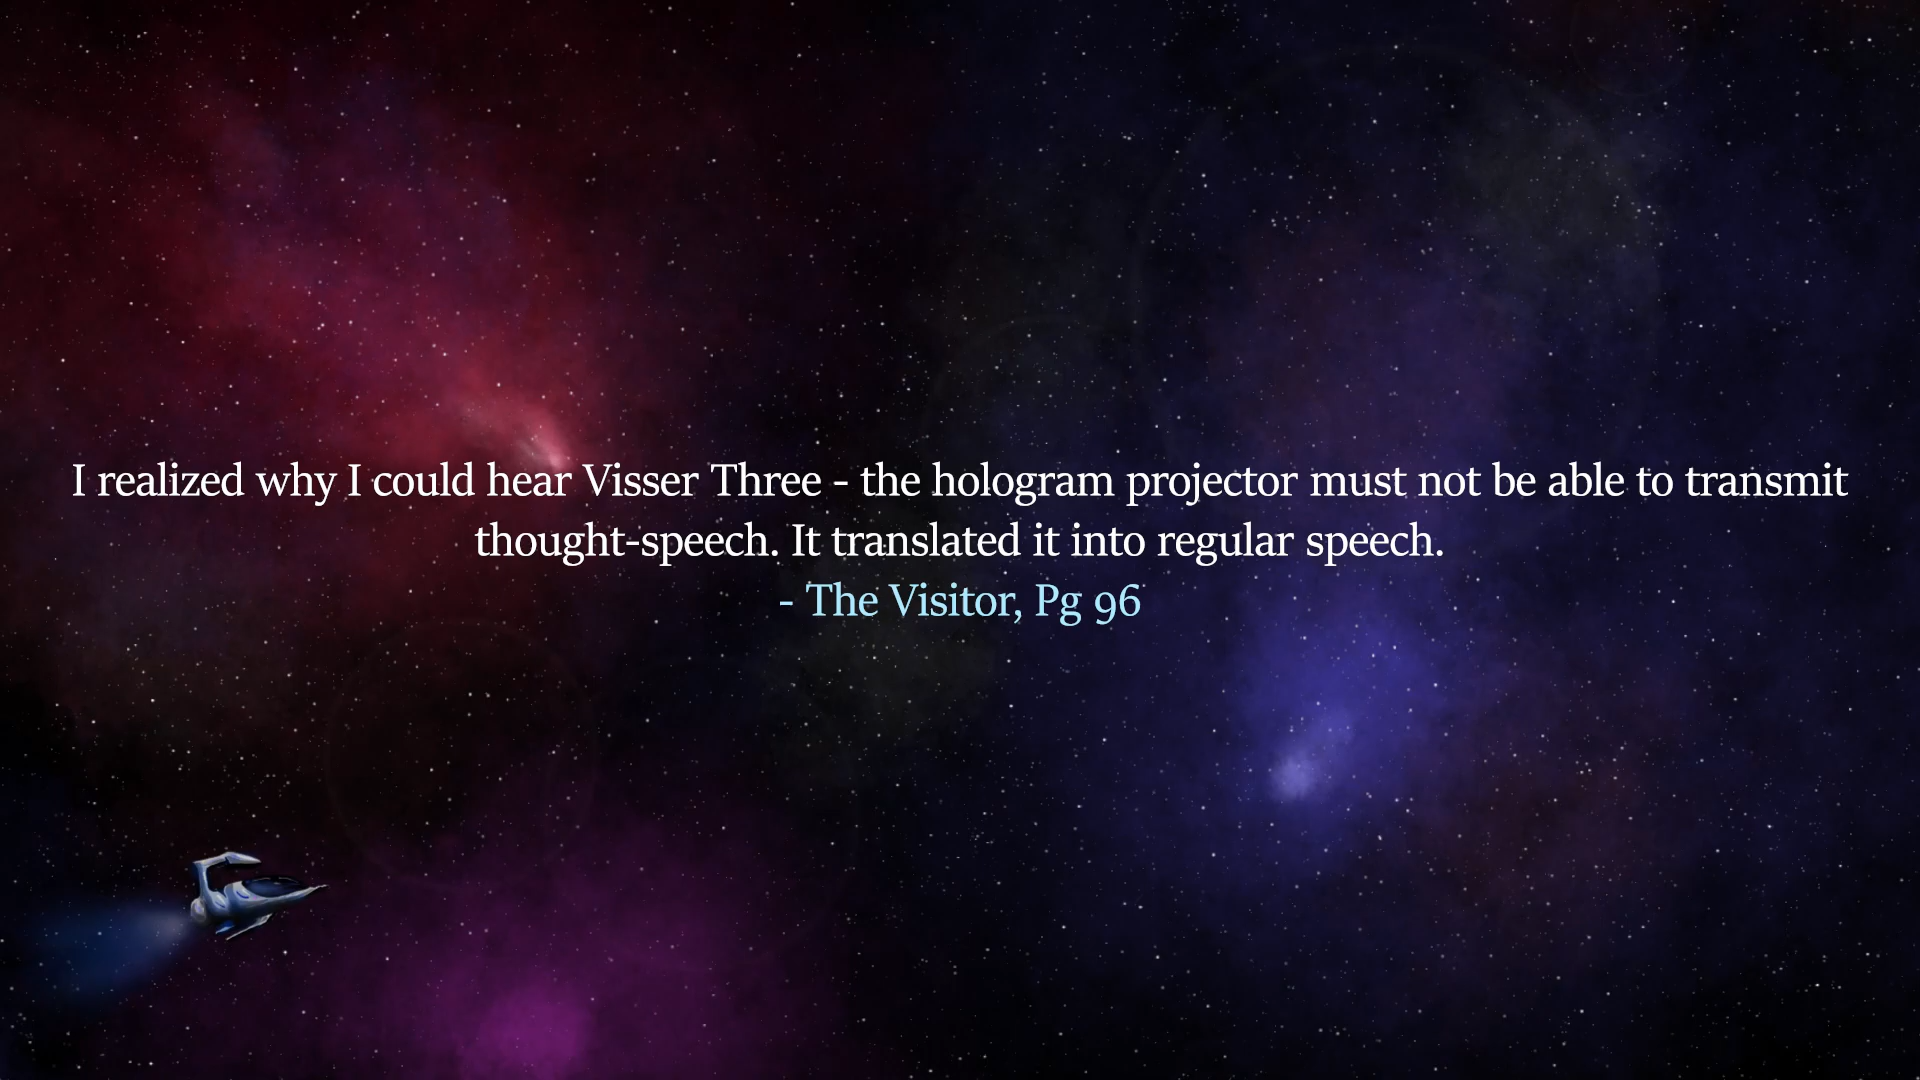 I realized why I could hear Visser Three - the hologram projector must not be able to transmit
thought-speech. It translated it into regular speech.
- The Visitor, Pg 96